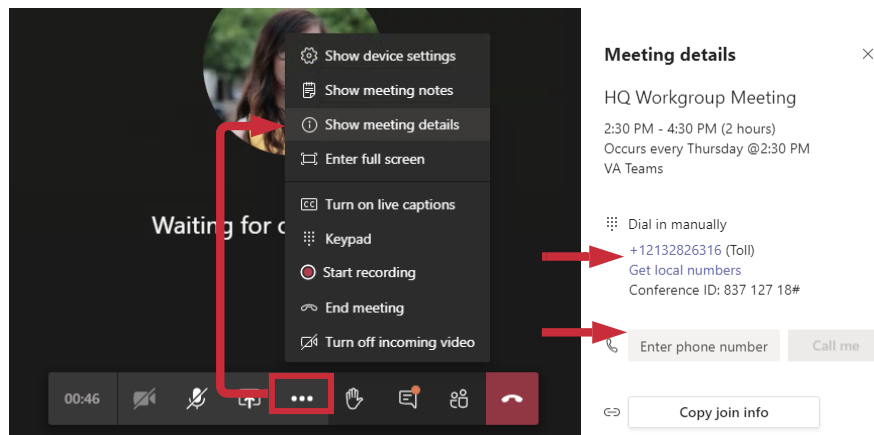 Show device settings
Show meeting notes
Show meeting details
Enter full screen
Waiting for
CC Turn on live captions
Keypad
Start recording
End meeting
Turn off incoming video
00:46
Meeting details
HQ Workgroup Meeting
2:30 PM - 4:30 PM (2 hours)
Occurs every Thursday @2:30 PM
VA Teams
Dial in manually
+12132826316 (Toll)
Get local numbers
Conference ID: 837 127 18#
Enter phone number
Call me
Copy join info